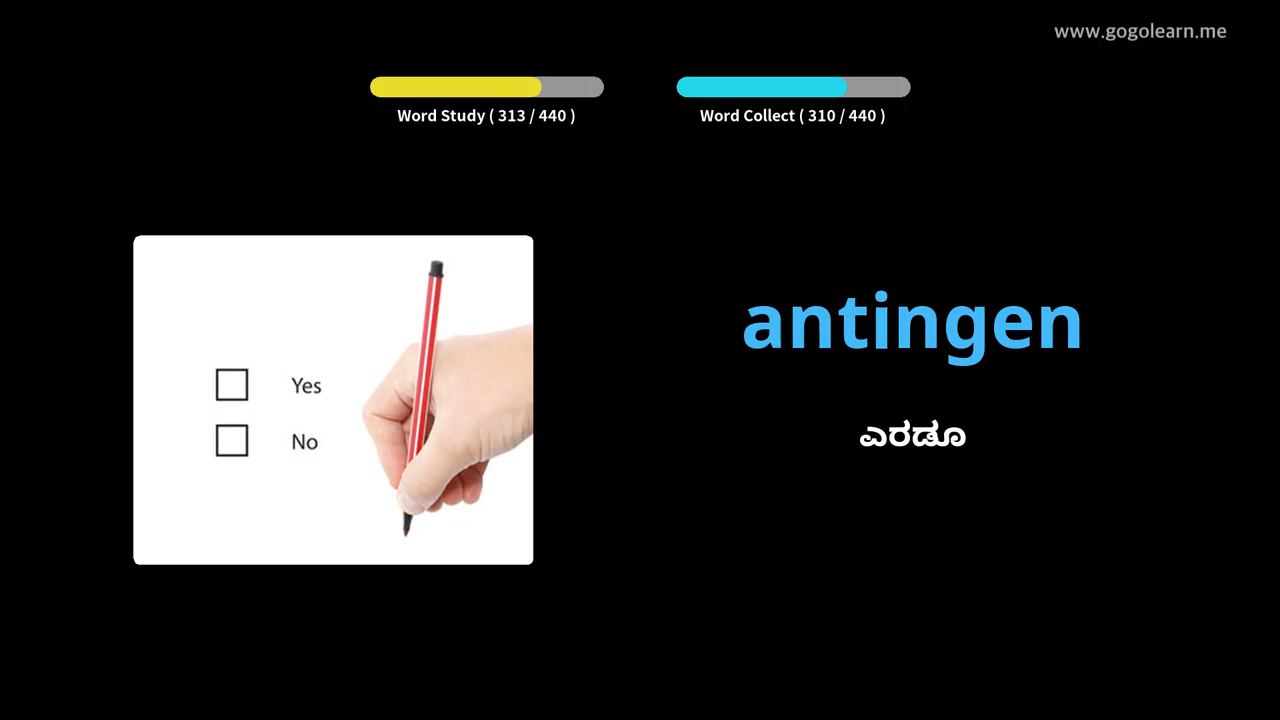 www.gogolearn.me
Word Study ( 313 / 440 )
Word Collect ( 310 / 440 )
Yes
No
antingen
ಎರಡೂ